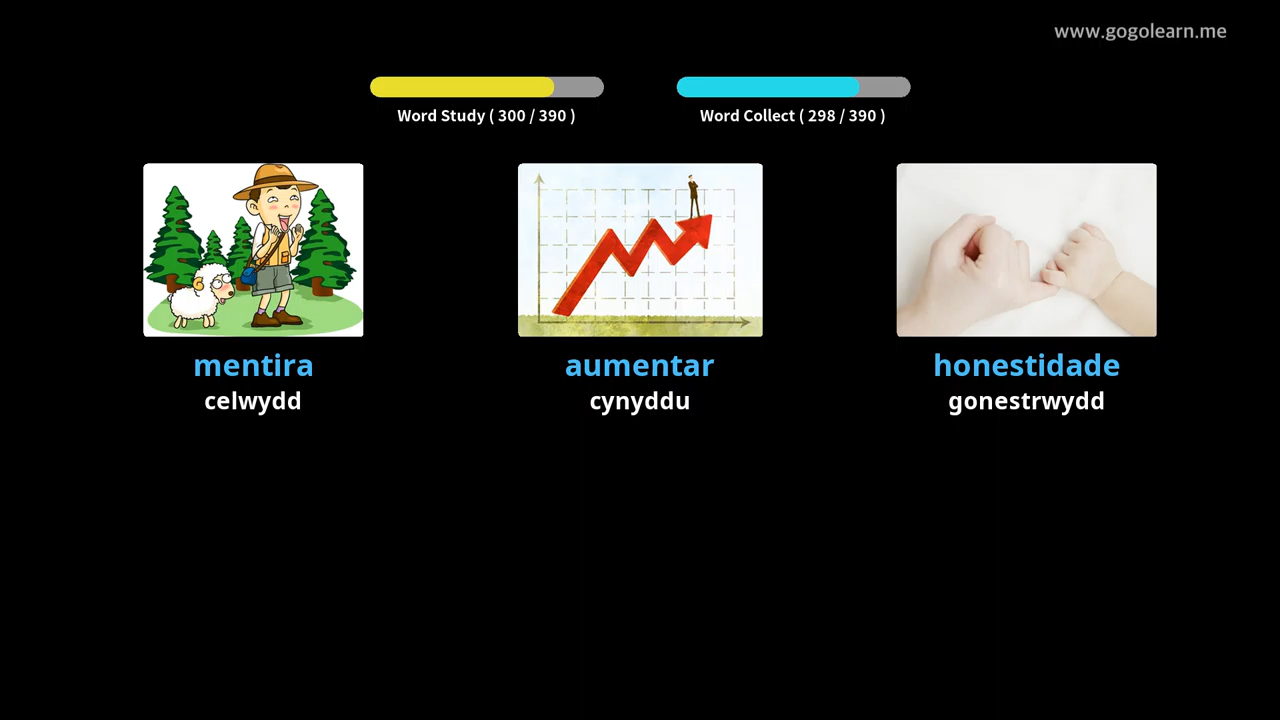 www.gogolearn.me
Word Study ( 300 / 390 )
Word Collect ( 298 / 390 )
mentira
celwydd
aumentar
cynyddu
honestidade
gonestrwydd